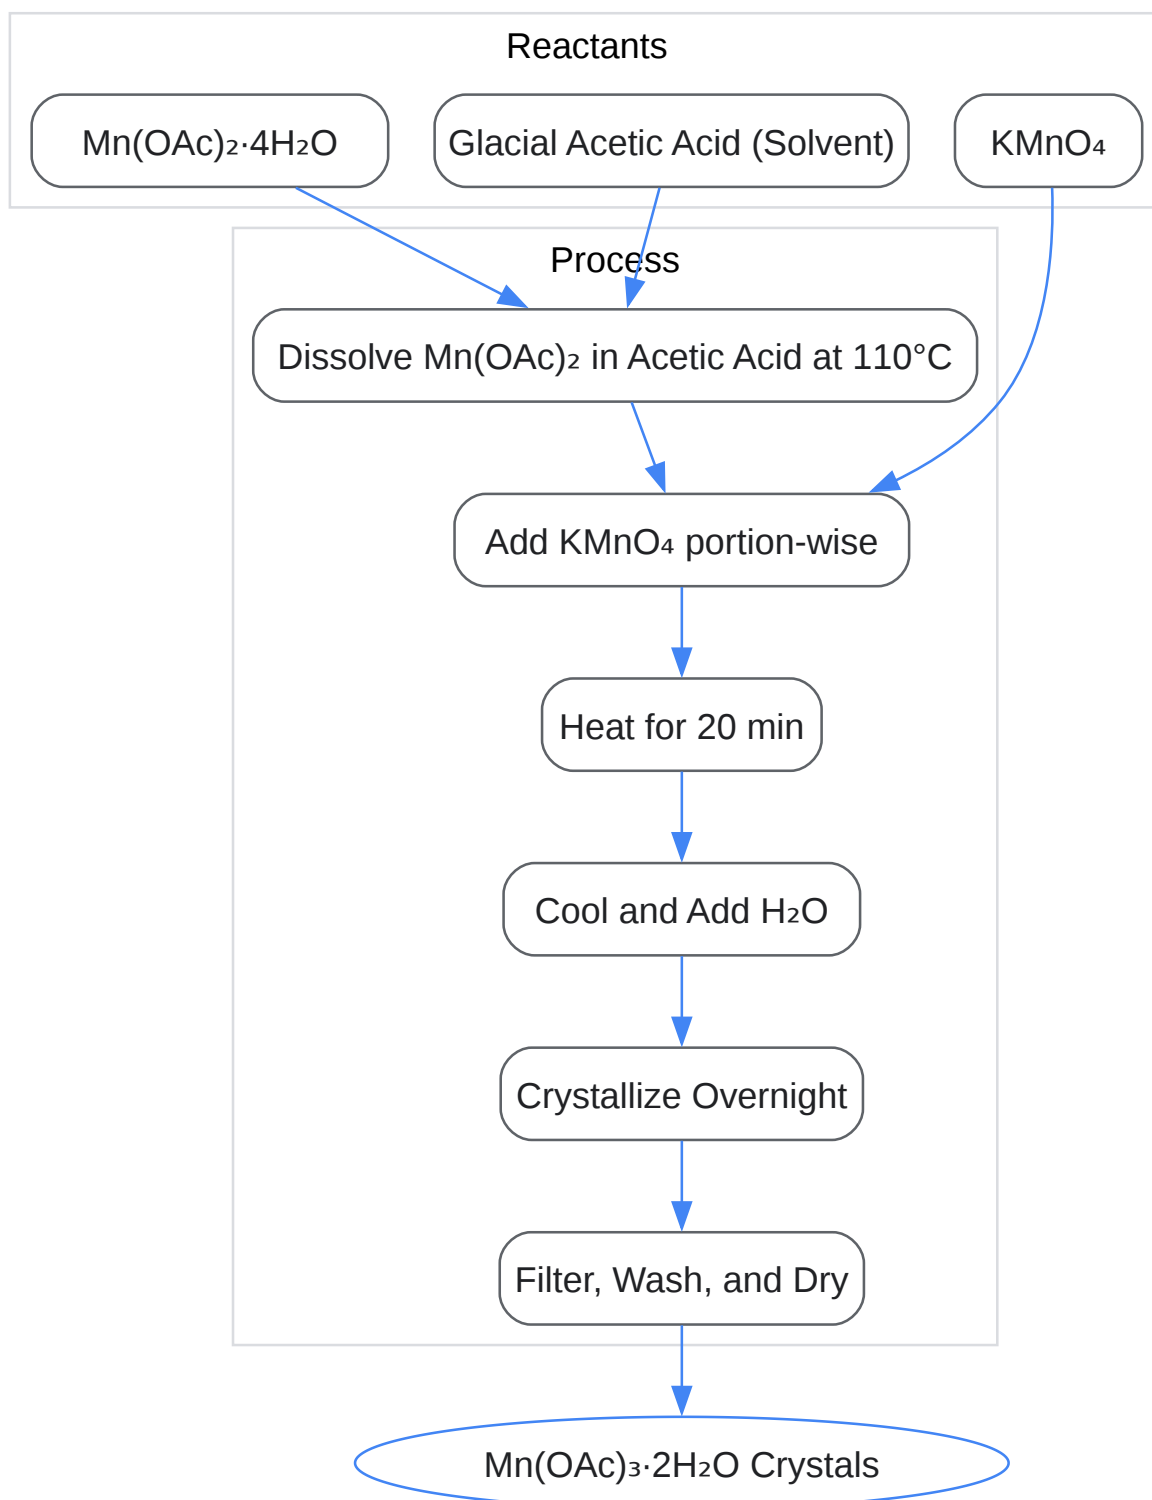 Reactants
Mn(OAc)₂·4H₂O
Glacial Acetic Acid (Solvent)
KMnO₄
Process
Dissolve Mn(OAc)₂ in Acetic Acid at 110°C
Add KMnO₄ portion-wise
Heat for 20 min
Cool and Add H₂O
Crystallize Overnight
Filter, Wash, and Dry
Mn(OAc)₃·2H₂O Crystals